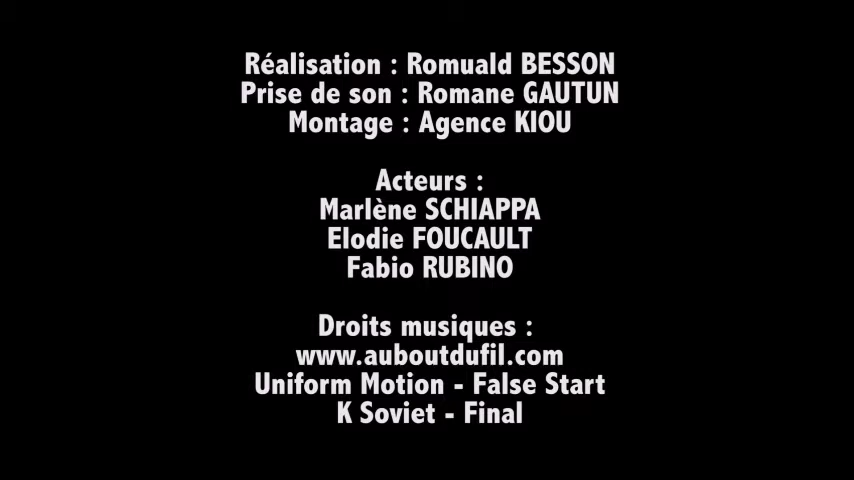 Réalisation : Romuald BESSON
Prise de son : Romane GAUTUN
Montage : Agence KIOU
Acteurs :
Marlène SCHIAPPA
Elodie FOUCAULT
Fabio RUBINO
Droits musiques :
www.auboutdufil.com
Uniform Motion - False Start
K Soviet - Final